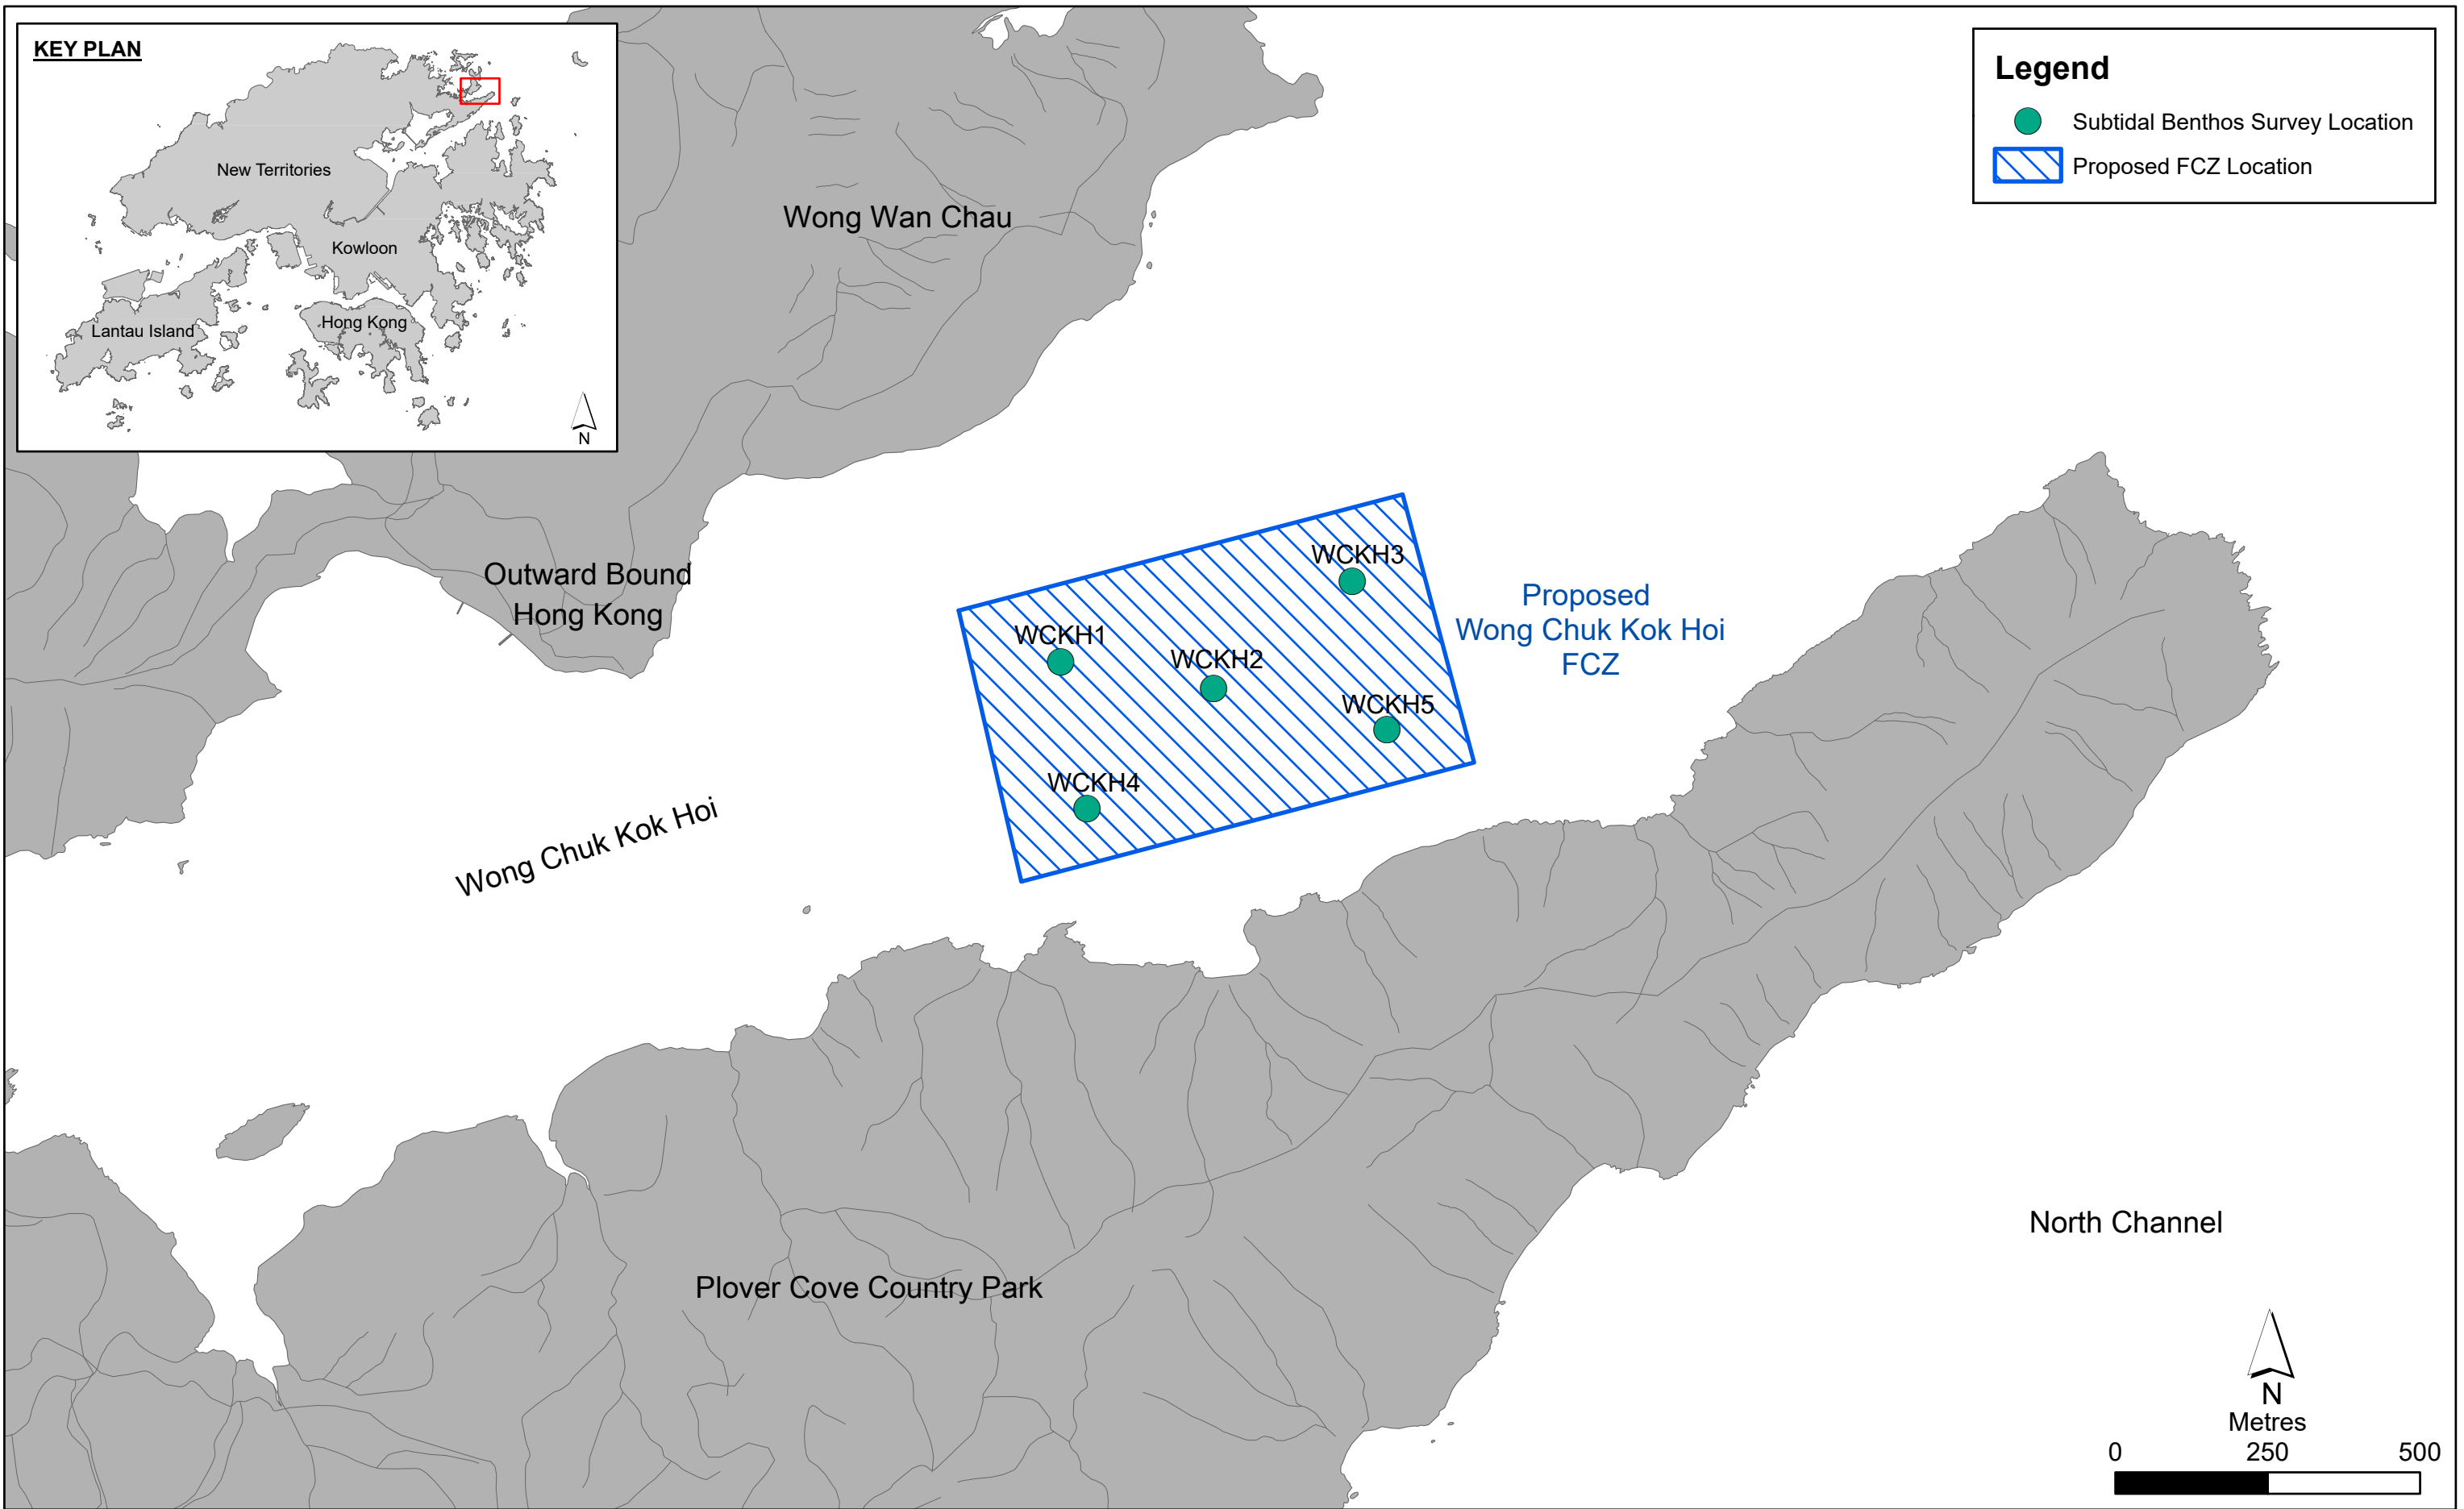 KEY PLAN
New Territories
Kowloon
Lantau Island
Hong Kong
N
Legend
Subtidal Benthos Survey Location
Proposed FCZ Location
Wong Wan Chau
Outward Bound
Hong Kong
WCKH3
WCKH1
WCKH2
WCKH5
WCKH4
Proposed
Wong Chuk Kok Hoi
FCZ
Wong Chuk Kok Hoi
North Channel
Plover Cove Country Park
N
Metres
0 250 500